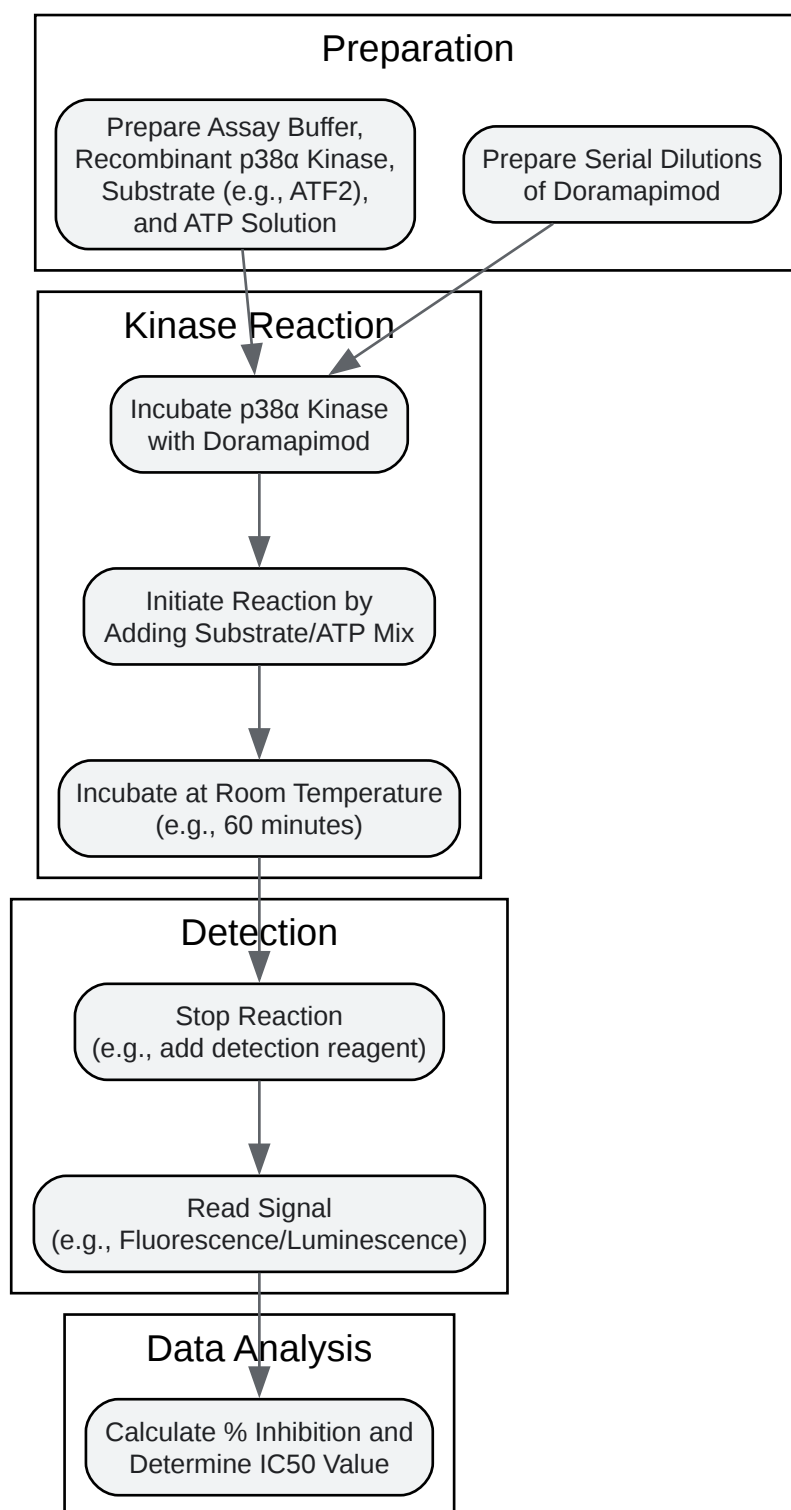 Preparation
Prepare Assay Buffer,
Recombinant p38α Kinase,
Substrate (e.g., ATF2),
and ATP Solution
Prepare Serial Dilutions
of Doramapimod
Kinase Reaction
Incubate p38α Kinase
with Doramapimod
Initiate Reaction by
Adding Substrate/ATP Mix
Incubate at Room Temperature
(e.g., 60 minutes)
Detection
Stop Reaction
(e.g., add detection reagent)
Read Signal
(e.g., Fluorescence/Luminescence)
Data Analysis
Calculate % Inhibition and
Determine IC50 Value